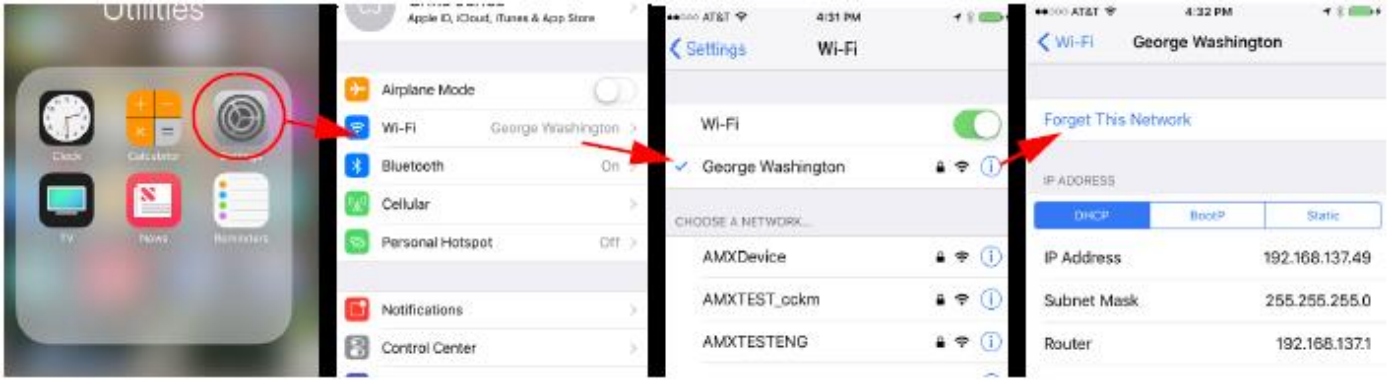 Utilities
Clock
Calculator
Settings
TV
News
Reminders
Apple ID, iCloud, iTunes & App Store
Airplane Mode
Wi-Fi George Washington
Bluetooth On
Cellular
Personal Hotspot Off
Notifications
Control Center
AT&T 4:31 PM
Settings Wi-Fi
Wi-Fi
George Washington
CHOOSE A NETWORK...
AMXDevice
AMXTEST_cckm
AMXTESTENG
AT&T 4:32 PM
Wi-Fi George Washington
Forget This Network
IP ADDRESS
DHCP BootP Static
IP Address 192.168.137.49
Subnet Mask 255.255.255.0
Router 192.168.137.1